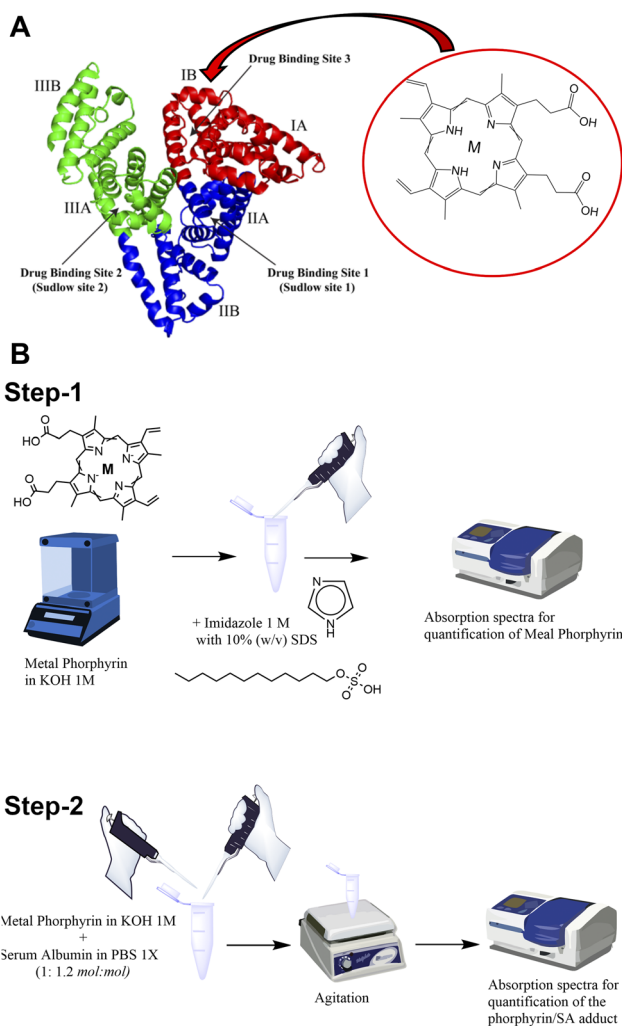 A
IIIB
IB
Drug Binding Site 3
IA
IIIA
IIA
Drug Binding Site 2
(Sudlow site 2)
Drug Binding Site 1
(Sudlow site 1)
IIB
NH
N
M
N
HN
O
OH
O
OH
B
Step-1
O
HO
O
HO
N
N-
M
N-
N
Metal Phorphyrin
in KOH 1M
+ Imidazole 1 M
with 10% (w/v) SDS
N
N
H
O
O
S
O
OH
Absorption spectra for
quantification of Meal Phorphyrin
Step-2
Metal Phorphyrin in KOH 1M
+
Serum Albumin in PBS 1X
(1: 1.2 mol:mol)
Agitation
Absorption spectra for
quantification of the
phorphyrin/SA adduct